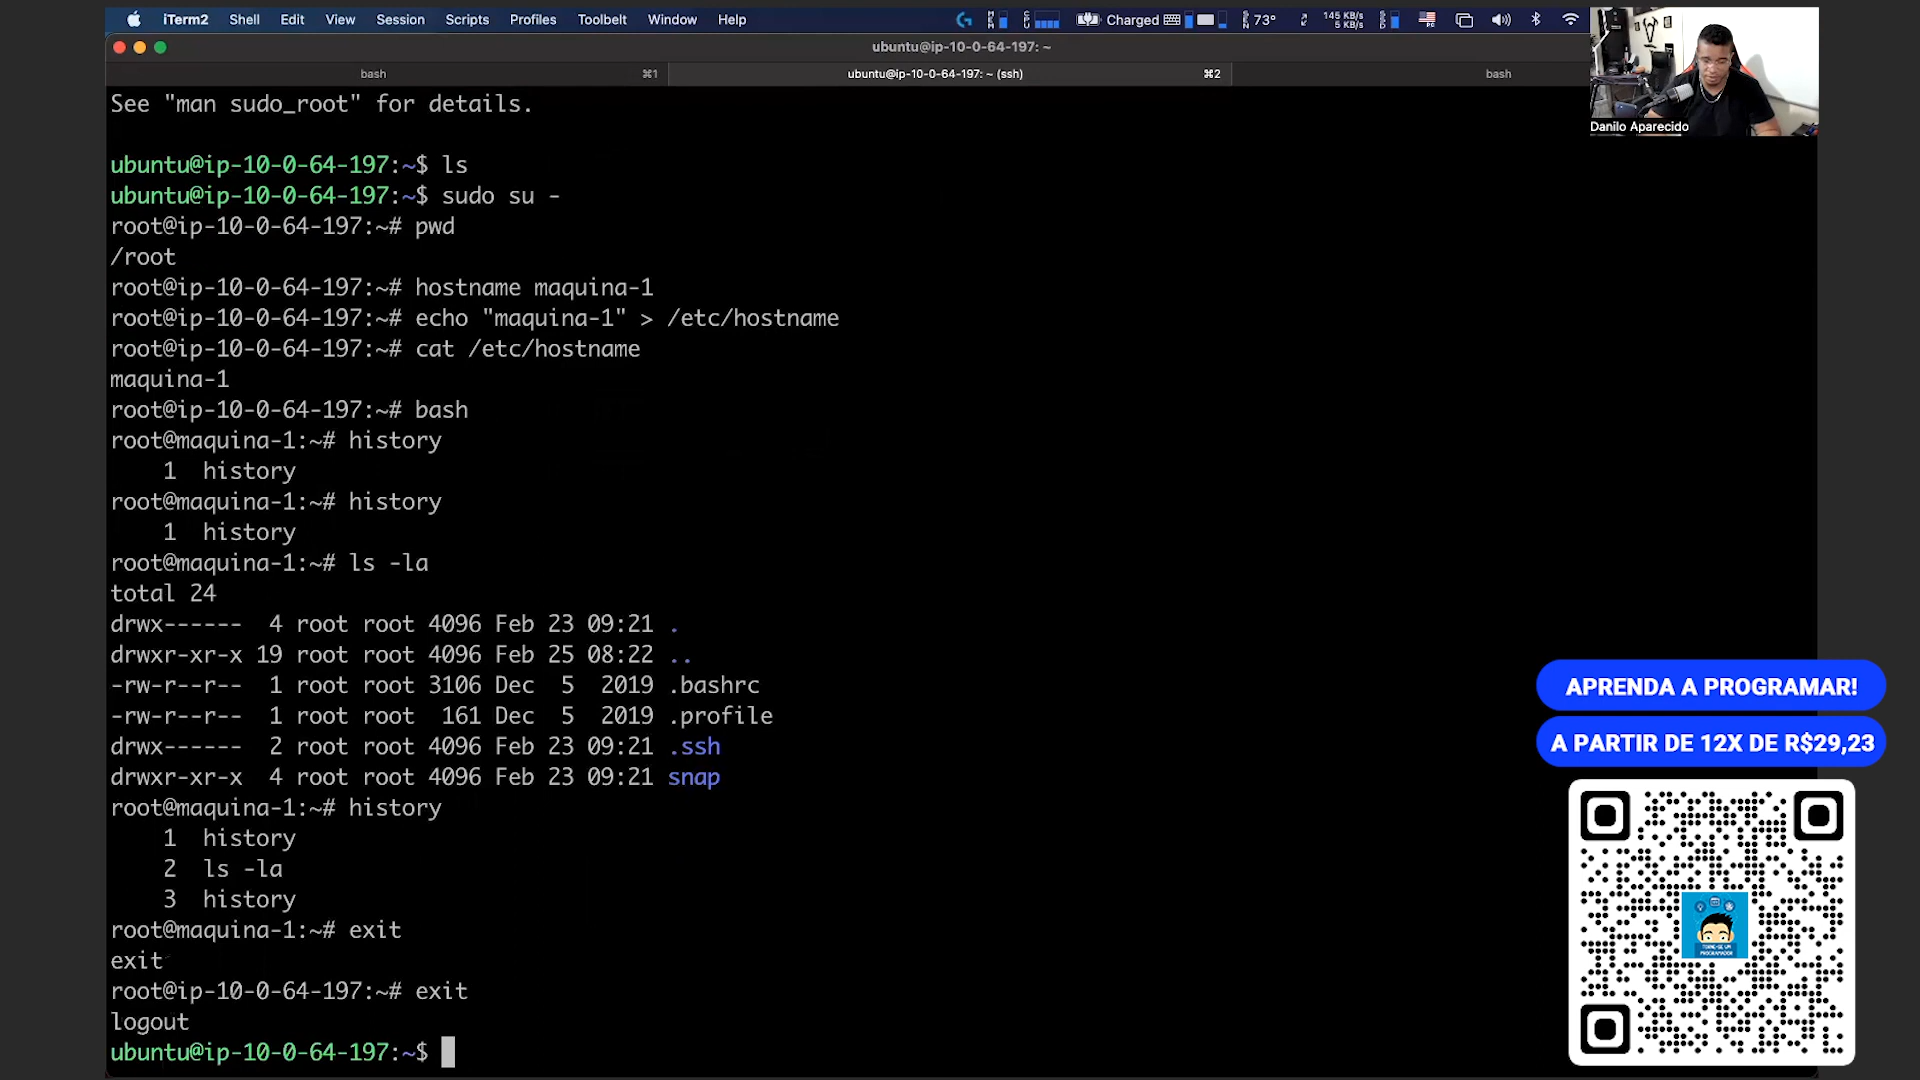 iTerm2 Shell Edit View Session Scripts Profiles Toolbelt Window Help
Charged 73° 145 KB/s
5 KB/s
ubuntu@ip-10-0-64-197: ~
bash ⌘1 ubuntu@ip-10-0-64-197: ~ (ssh) ⌘2 bash
Danilo Aparecido
See "man sudo_root" for details.
ubuntu@ip-10-0-64-197:~$ ls
ubuntu@ip-10-0-64-197:~$ sudo su -
root@ip-10-0-64-197:~# pwd
/root
root@ip-10-0-64-197:~# hostname maquina-1
root@ip-10-0-64-197:~# echo "maquina-1" > /etc/hostname
root@ip-10-0-64-197:~# cat /etc/hostname
maquina-1
root@ip-10-0-64-197:~# bash
root@maquina-1:~# history
1 history
root@maquina-1:~# history
1 history
root@maquina-1:~# ls -la
total 24
drwx------ 4 root root 4096 Feb 23 09:21 .
drwxr-xr-x 19 root root 4096 Feb 25 08:22 ..
-rw-r--r-- 1 root root 3106 Dec 5 2019 .bashrc
-rw-r--r-- 1 root root 161 Dec 5 2019 .profile
drwx------ 2 root root 4096 Feb 23 09:21 .ssh
drwxr-xr-x 4 root root 4096 Feb 23 09:21 snap
root@maquina-1:~# history
1 history
2 ls -la
3 history
root@maquina-1:~# exit
exit
root@ip-10-0-64-197:~# exit
logout
ubuntu@ip-10-0-64-197:~$
APRENDA A PROGRAMAR!
A PARTIR DE 12X DE R$29,23
TORNE-SE UM
PROGRAMADOR